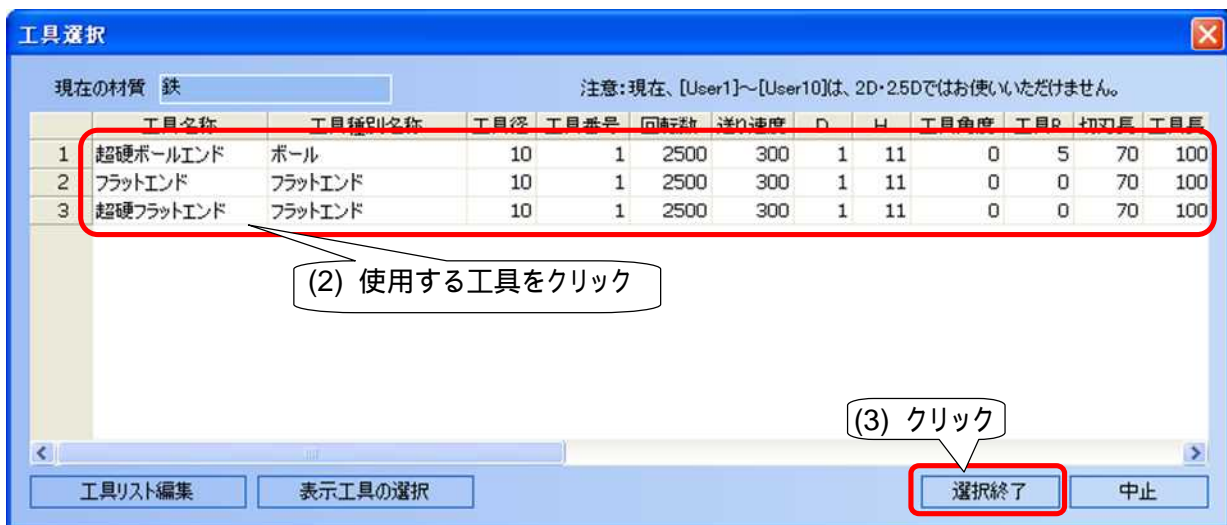 工具選択
現在の材質 鉄 注意:現在、[User1]～[User10]は、2D・2.5Dではお使いいただけません。
工具名称 工具種別名称 工具径 工具番号 回転数 送り速度 D H 工具角度 工具R 切刃長 工具長
1 超硬ボールエンド ボール 10 1 2500 300 1 11 0 5 70 100
2 フラットエンド フラットエンド 10 1 2500 300 1 11 0 0 70 100
3 超硬フラットエンド フラットエンド 10 1 2500 300 1 11 0 0 70 100
(2) 使用する工具をクリック
(3) クリック
工具リスト編集 表示工具の選択 選択終了 中止